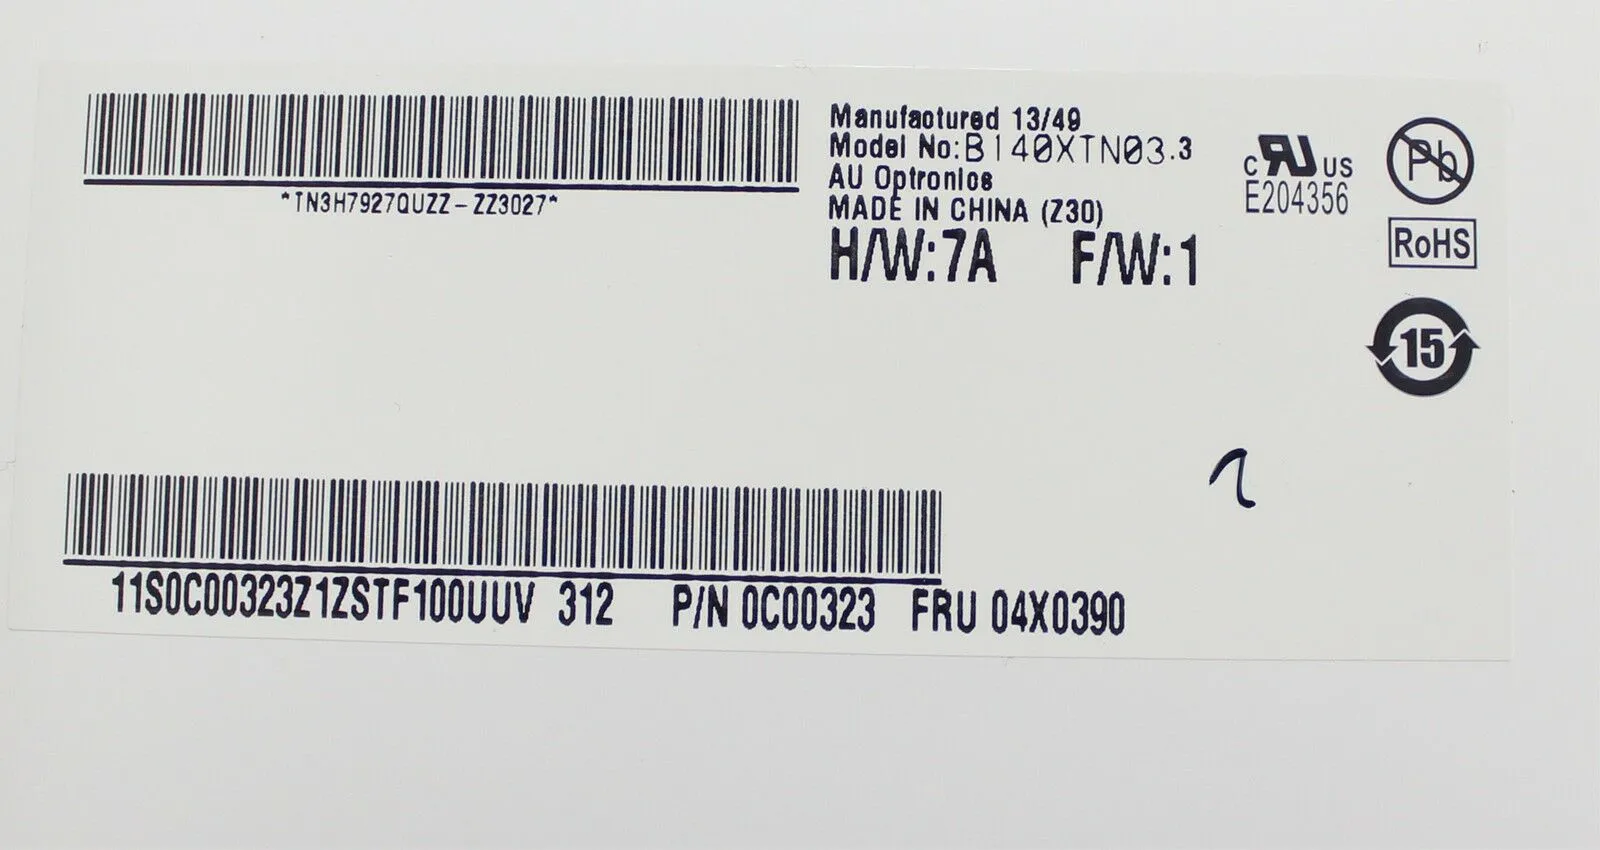 *TN3H7927QUZZ-ZZ3027*
Manufactured 13/49
Model No:B140XTN03.3
AU Optronics
MADE IN CHINA (Z30)
H/W:7A F/W:1
c RU US
E204356
Pb
RoHS
15
11S0C00323Z1ZSTF100UUV 312 P/N 0C00323 FRU 04X0390